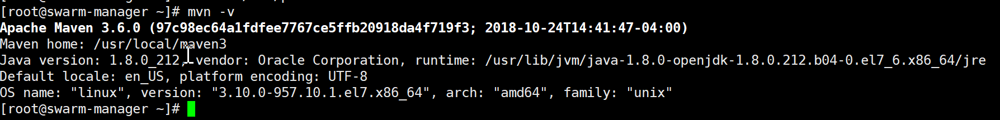 [root@swarm-manager ~]# mvn -v
Apache Maven 3.6.0 (97c98ec64a1fdfee7767ce5ffb20918da4f719f3; 2018-10-24T14:41:47-04:00)
Maven home: /usr/local/maven3
Java version: 1.8.0_212, vendor: Oracle Corporation, runtime: /usr/lib/jvm/java-1.8.0-openjdk-1.8.0.212.b04-0.el7_6.x86_64/jre
Default locale: en_US, platform encoding: UTF-8
OS name: "linux", version: "3.10.0-957.10.1.el7.x86_64", arch: "amd64", family: "unix"
[root@swarm-manager ~]#